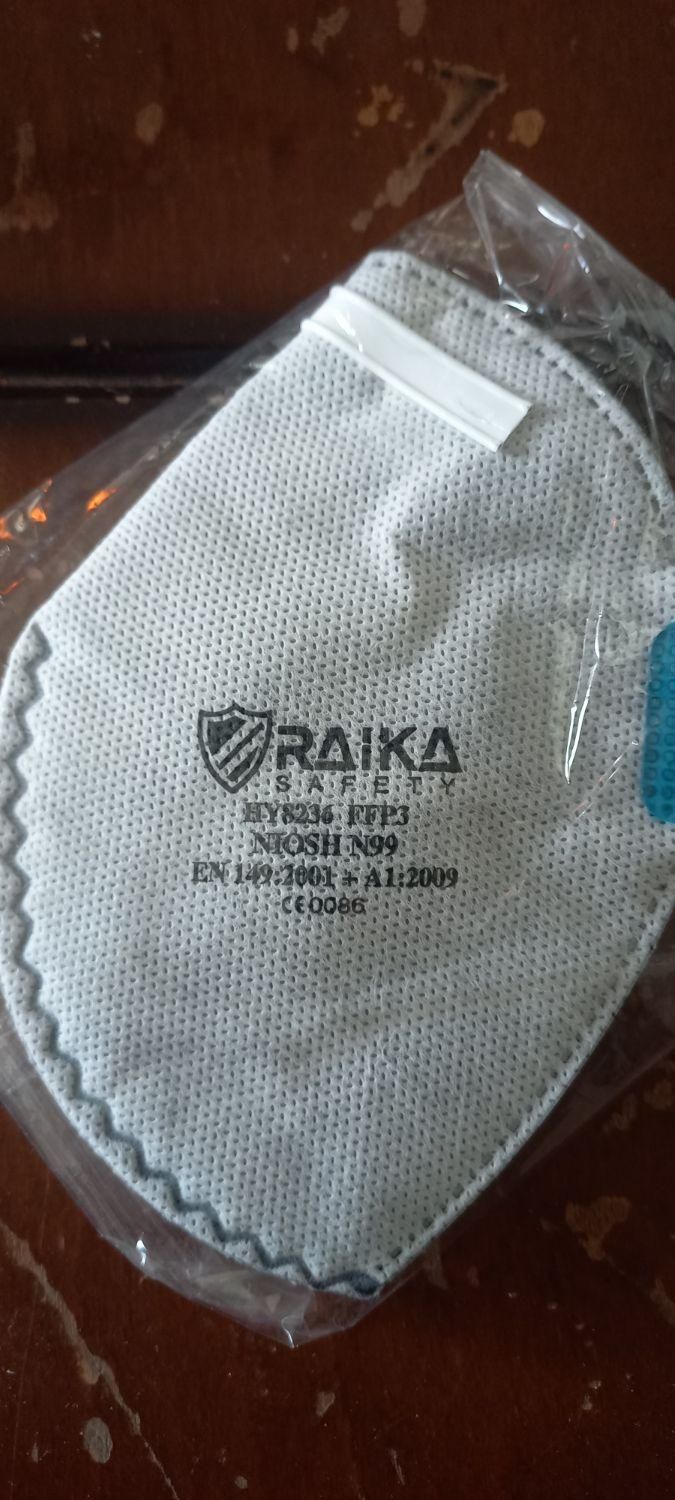 RAIKA
SAFETY
HY8236 FFP3
NIOSH N99
EN 149:2001 + A1:2009
CE0086